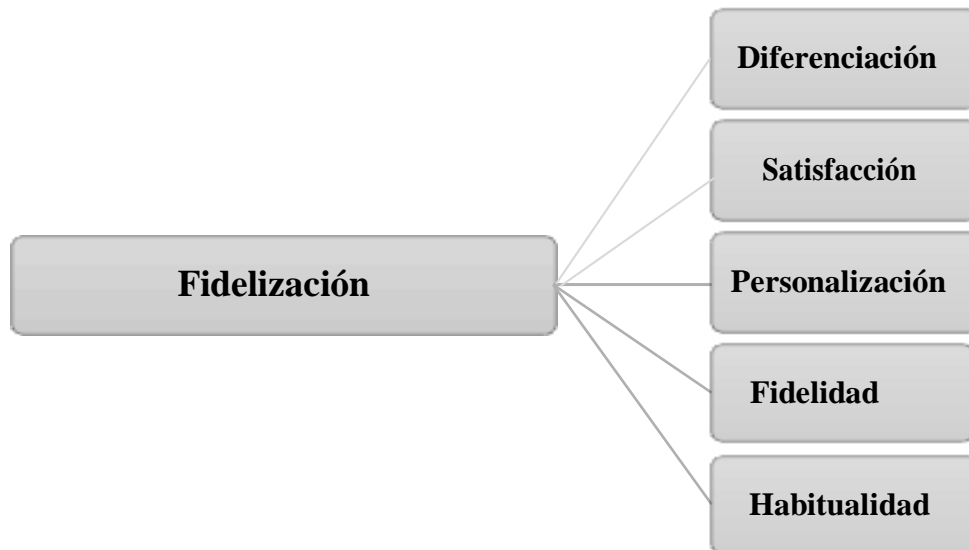 Fidelización
Diferenciación
Satisfacción
Personalización
Fidelidad
Habitualidad